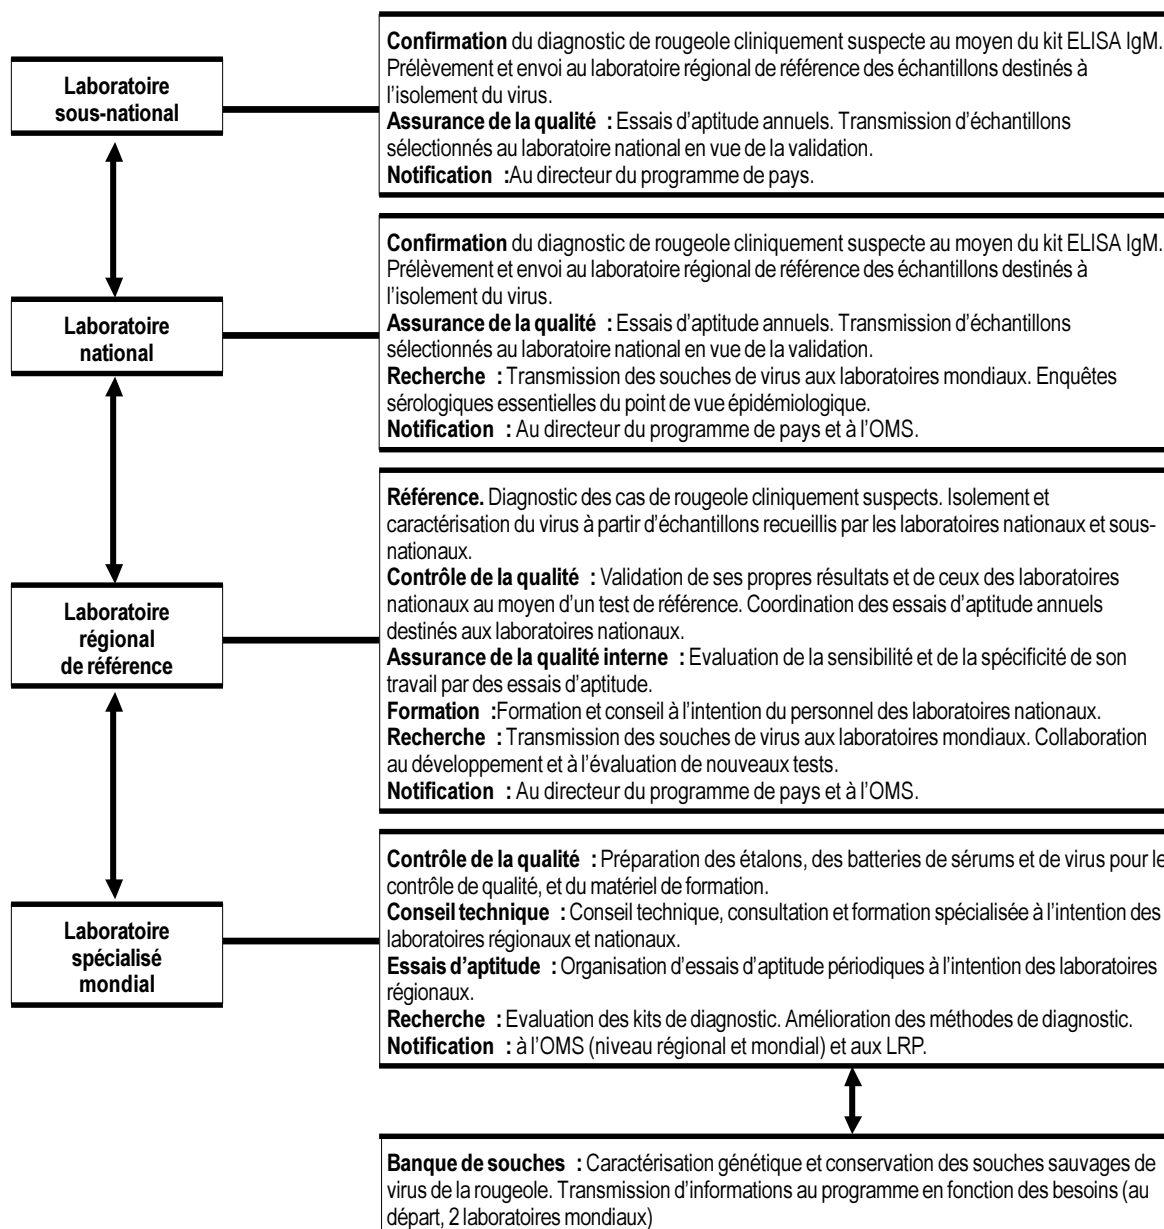 Laboratoire
sous-national
Confirmation du diagnostic de rougeole cliniquement suspecte au moyen du kit ELISA IgM.
Prélèvement et envoi au laboratoire régional de référence des échantillons destinés à
l’isolement du virus.
Assurance de la qualité : Essais d’aptitude annuels. Transmission d’échantillons
sélectionnés au laboratoire national en vue de la validation.
Notification :Au directeur du programme de pays.
Laboratoire
national
Confirmation du diagnostic de rougeole cliniquement suspecte au moyen du kit ELISA IgM.
Prélèvement et envoi au laboratoire régional de référence des échantillons destinés à
l’isolement du virus.
Assurance de la qualité : Essais d’aptitude annuels. Transmission d’échantillons
sélectionnés au laboratoire national en vue de la validation.
Recherche : Transmission des souches de virus aux laboratoires mondiaux. Enquêtes
sérologiques essentielles du point de vue épidémiologique.
Notification : Au directeur du programme de pays et à l’OMS.
Laboratoire
régional
de référence
Référence. Diagnostic des cas de rougeole cliniquement suspects. Isolement et
caractérisation du virus à partir d’échantillons recueillis par les laboratoires nationaux et sous-
nationaux.
Contrôle de la qualité : Validation de ses propres résultats et de ceux des laboratoires
nationaux au moyen d’un test de référence. Coordination des essais d’aptitude annuels
destinés aux laboratoires nationaux.
Assurance de la qualité interne : Evaluation de la sensibilité et de la spécificité de son
travail par des essais d’aptitude.
Formation :Formation et conseil à l’intention du personnel des laboratoires nationaux.
Recherche : Transmission des souches de virus aux laboratoires mondiaux. Collaboration
au développement et à l’évaluation de nouveaux tests.
Notification : Au directeur du programme de pays et à l’OMS.
Laboratoire
spécialisé
mondial
Contrôle de la qualité : Préparation des étalons, des batteries de sérums et de virus pour le
contrôle de qualité, et du matériel de formation.
Conseil technique : Conseil technique, consultation et formation spécialisée à l’intention des
laboratoires régionaux et nationaux.
Essais d’aptitude : Organisation d’essais d’aptitude périodiques à l’intention des laboratoires
régionaux.
Recherche : Evaluation des kits de diagnostic. Amélioration des méthodes de diagnostic.
Notification : à l’OMS (niveau régional et mondial) et aux LRP.
Banque de souches : Caractérisation génétique et conservation des souches sauvages de
virus de la rougeole. Transmission d’informations au programme en fonction des besoins (au
départ, 2 laboratoires mondiaux)